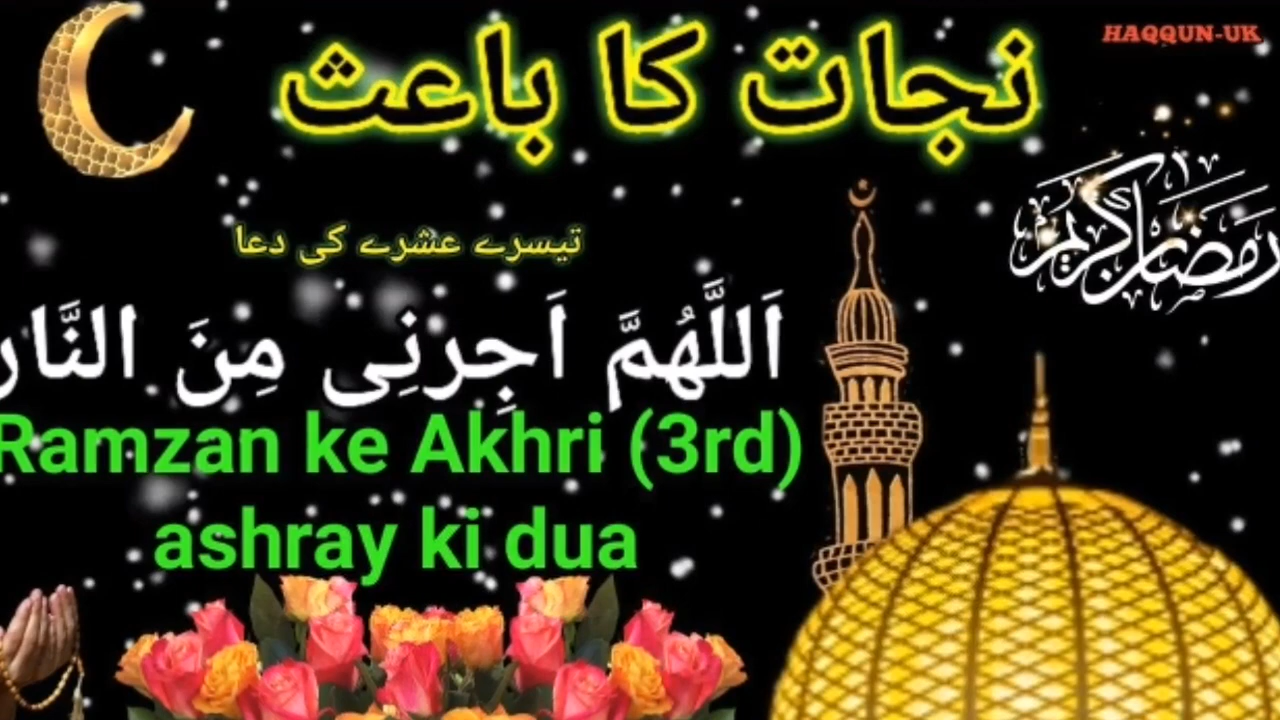 HAQQUN-UK
نجات کا باعث
رمضان کریم
تیسرے عشرے کی دعا
اَللَّهُمَّ اَجِرنِی مِنَ النَّار
Ramzan ke Akhri (3rd)
ashray ki dua